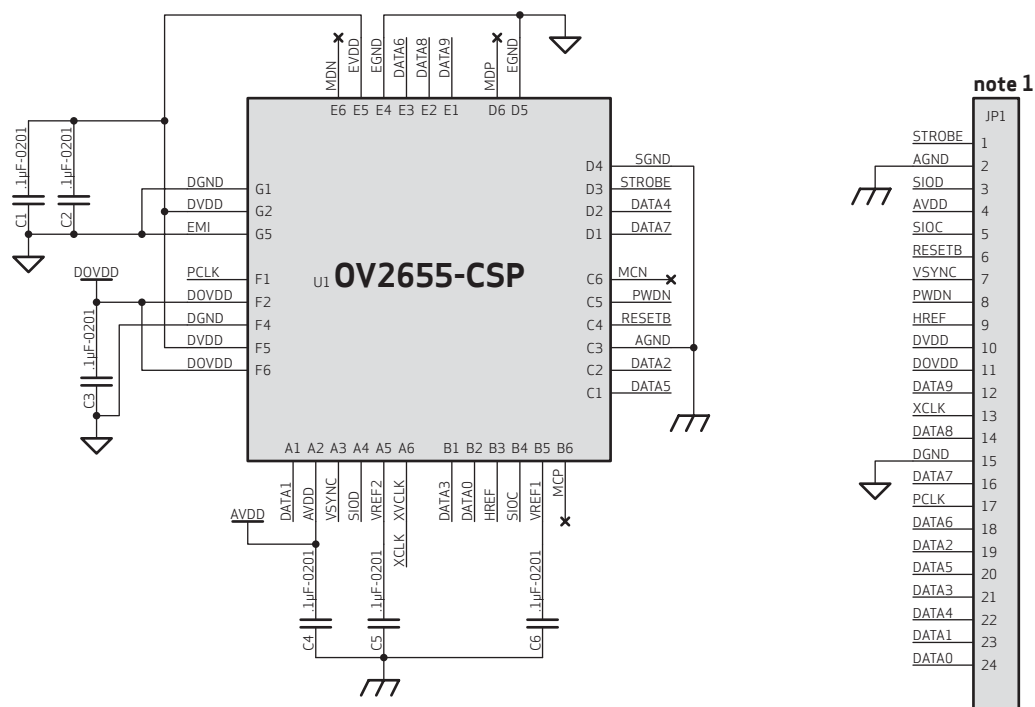 MDN
EVDD
EGND
DATA6
DATA8
DATA9
MDP
EGND
E6 E5 E4 E3 E2 E1 D6 D5
.1µF-0201
C1
.1µF-0201
C2
DGND G1
DVDD G2
EMI G5
DOVDD
PCLK F1
DOVDD F2
DGND F4
DVDD F5
DOVDD F6
.1µF-0201
C3
U1 OV2655-CSP
D4 SGND
D3 STROBE
D2 DATA4
D1 DATA7
C6 MCN
C5 PWDN
C4 RESETB
C3 AGND
C2 DATA2
C1 DATA5
A1 A2 A3 A4 A5 A6 B1 B2 B3 B4 B5 B6
DATA1
AVDD
VSYNC
SIOD
VREF2
XVCLK
XCLK
DATA3
DATA0
HREF
SIOC
VREF1
MCP
AVDD
.1µF-0201
C4
.1µF-0201
C5
.1µF-0201
C6
note 1
JP1
STROBE 1
AGND 2
SIOD 3
AVDD 4
SIOC 5
RESETB 6
VSYNC 7
PWDN 8
HREF 9
DVDD 10
DOVDD 11
DATA9 12
XCLK 13
DATA8 14
DGND 15
DATA7 16
PCLK 17
DATA6 18
DATA2 19
DATA5 20
DATA3 21
DATA4 22
DATA1 23
DATA0 24